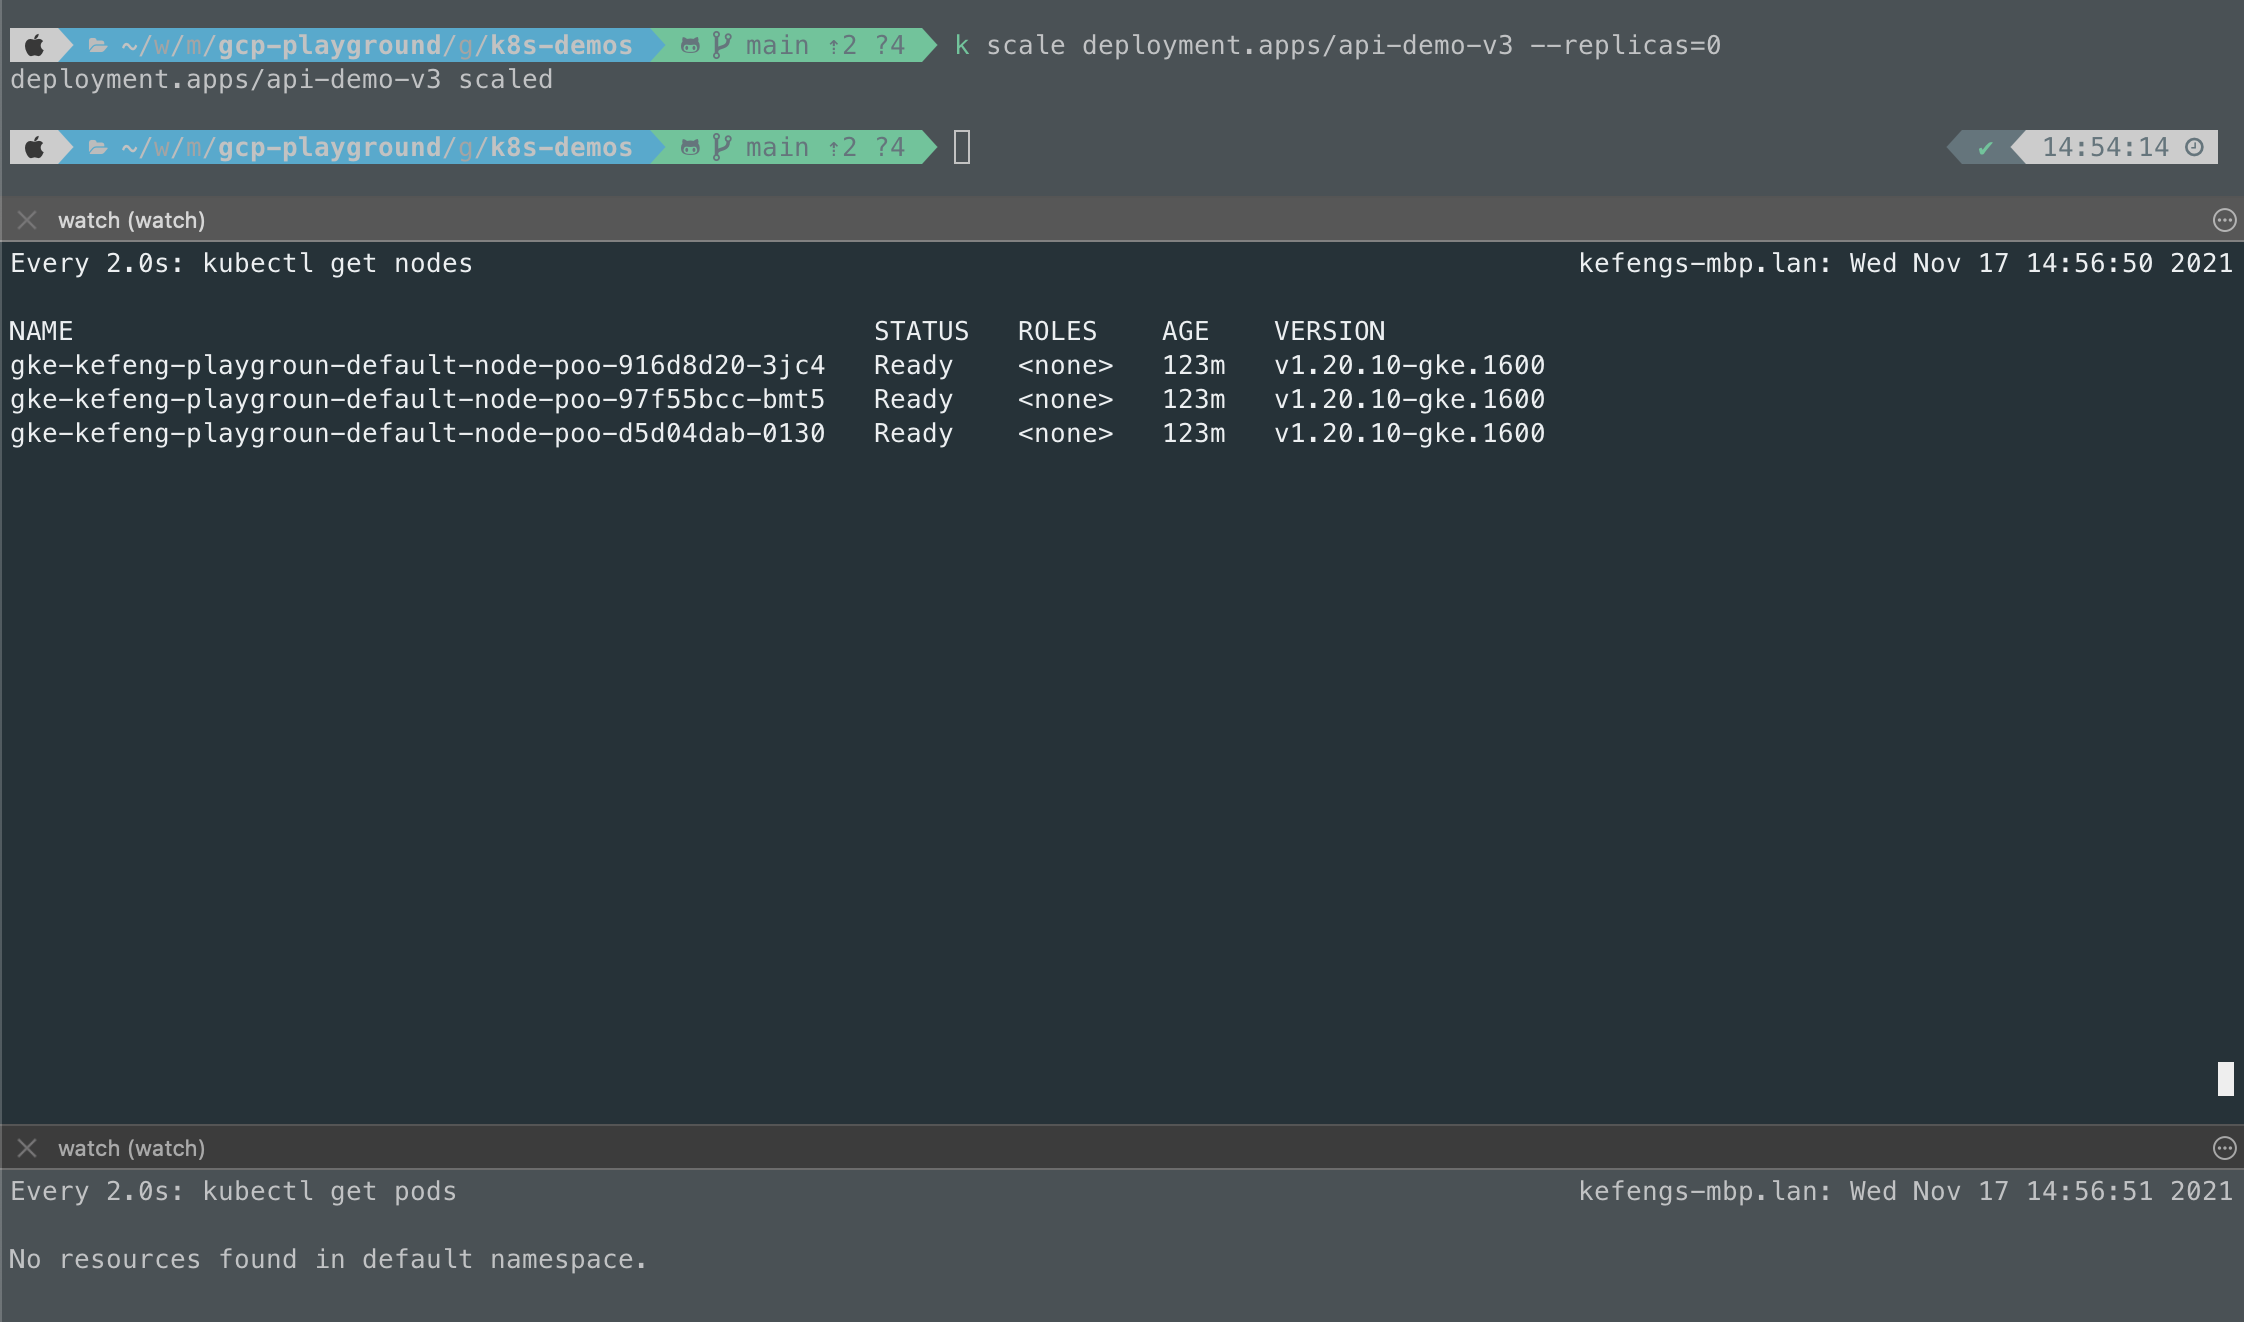 ~/w/m/gcp-playground/g/k8s-demos main ⇡2 ?4 k scale deployment.apps/api-demo-v3 --replicas=0
deployment.apps/api-demo-v3 scaled
~/w/m/gcp-playground/g/k8s-demos main ⇡2 ?4 ✔ 14:54:14
watch (watch)
Every 2.0s: kubectl get nodes kefengs-mbp.lan: Wed Nov 17 14:56:50 2021
NAME STATUS ROLES AGE VERSION
gke-kefeng-playgroun-default-node-poo-916d8d20-3jc4 Ready <none> 123m v1.20.10-gke.1600
gke-kefeng-playgroun-default-node-poo-97f55bcc-bmt5 Ready <none> 123m v1.20.10-gke.1600
gke-kefeng-playgroun-default-node-poo-d5d04dab-0130 Ready <none> 123m v1.20.10-gke.1600
watch (watch)
Every 2.0s: kubectl get pods kefengs-mbp.lan: Wed Nov 17 14:56:51 2021
No resources found in default namespace.